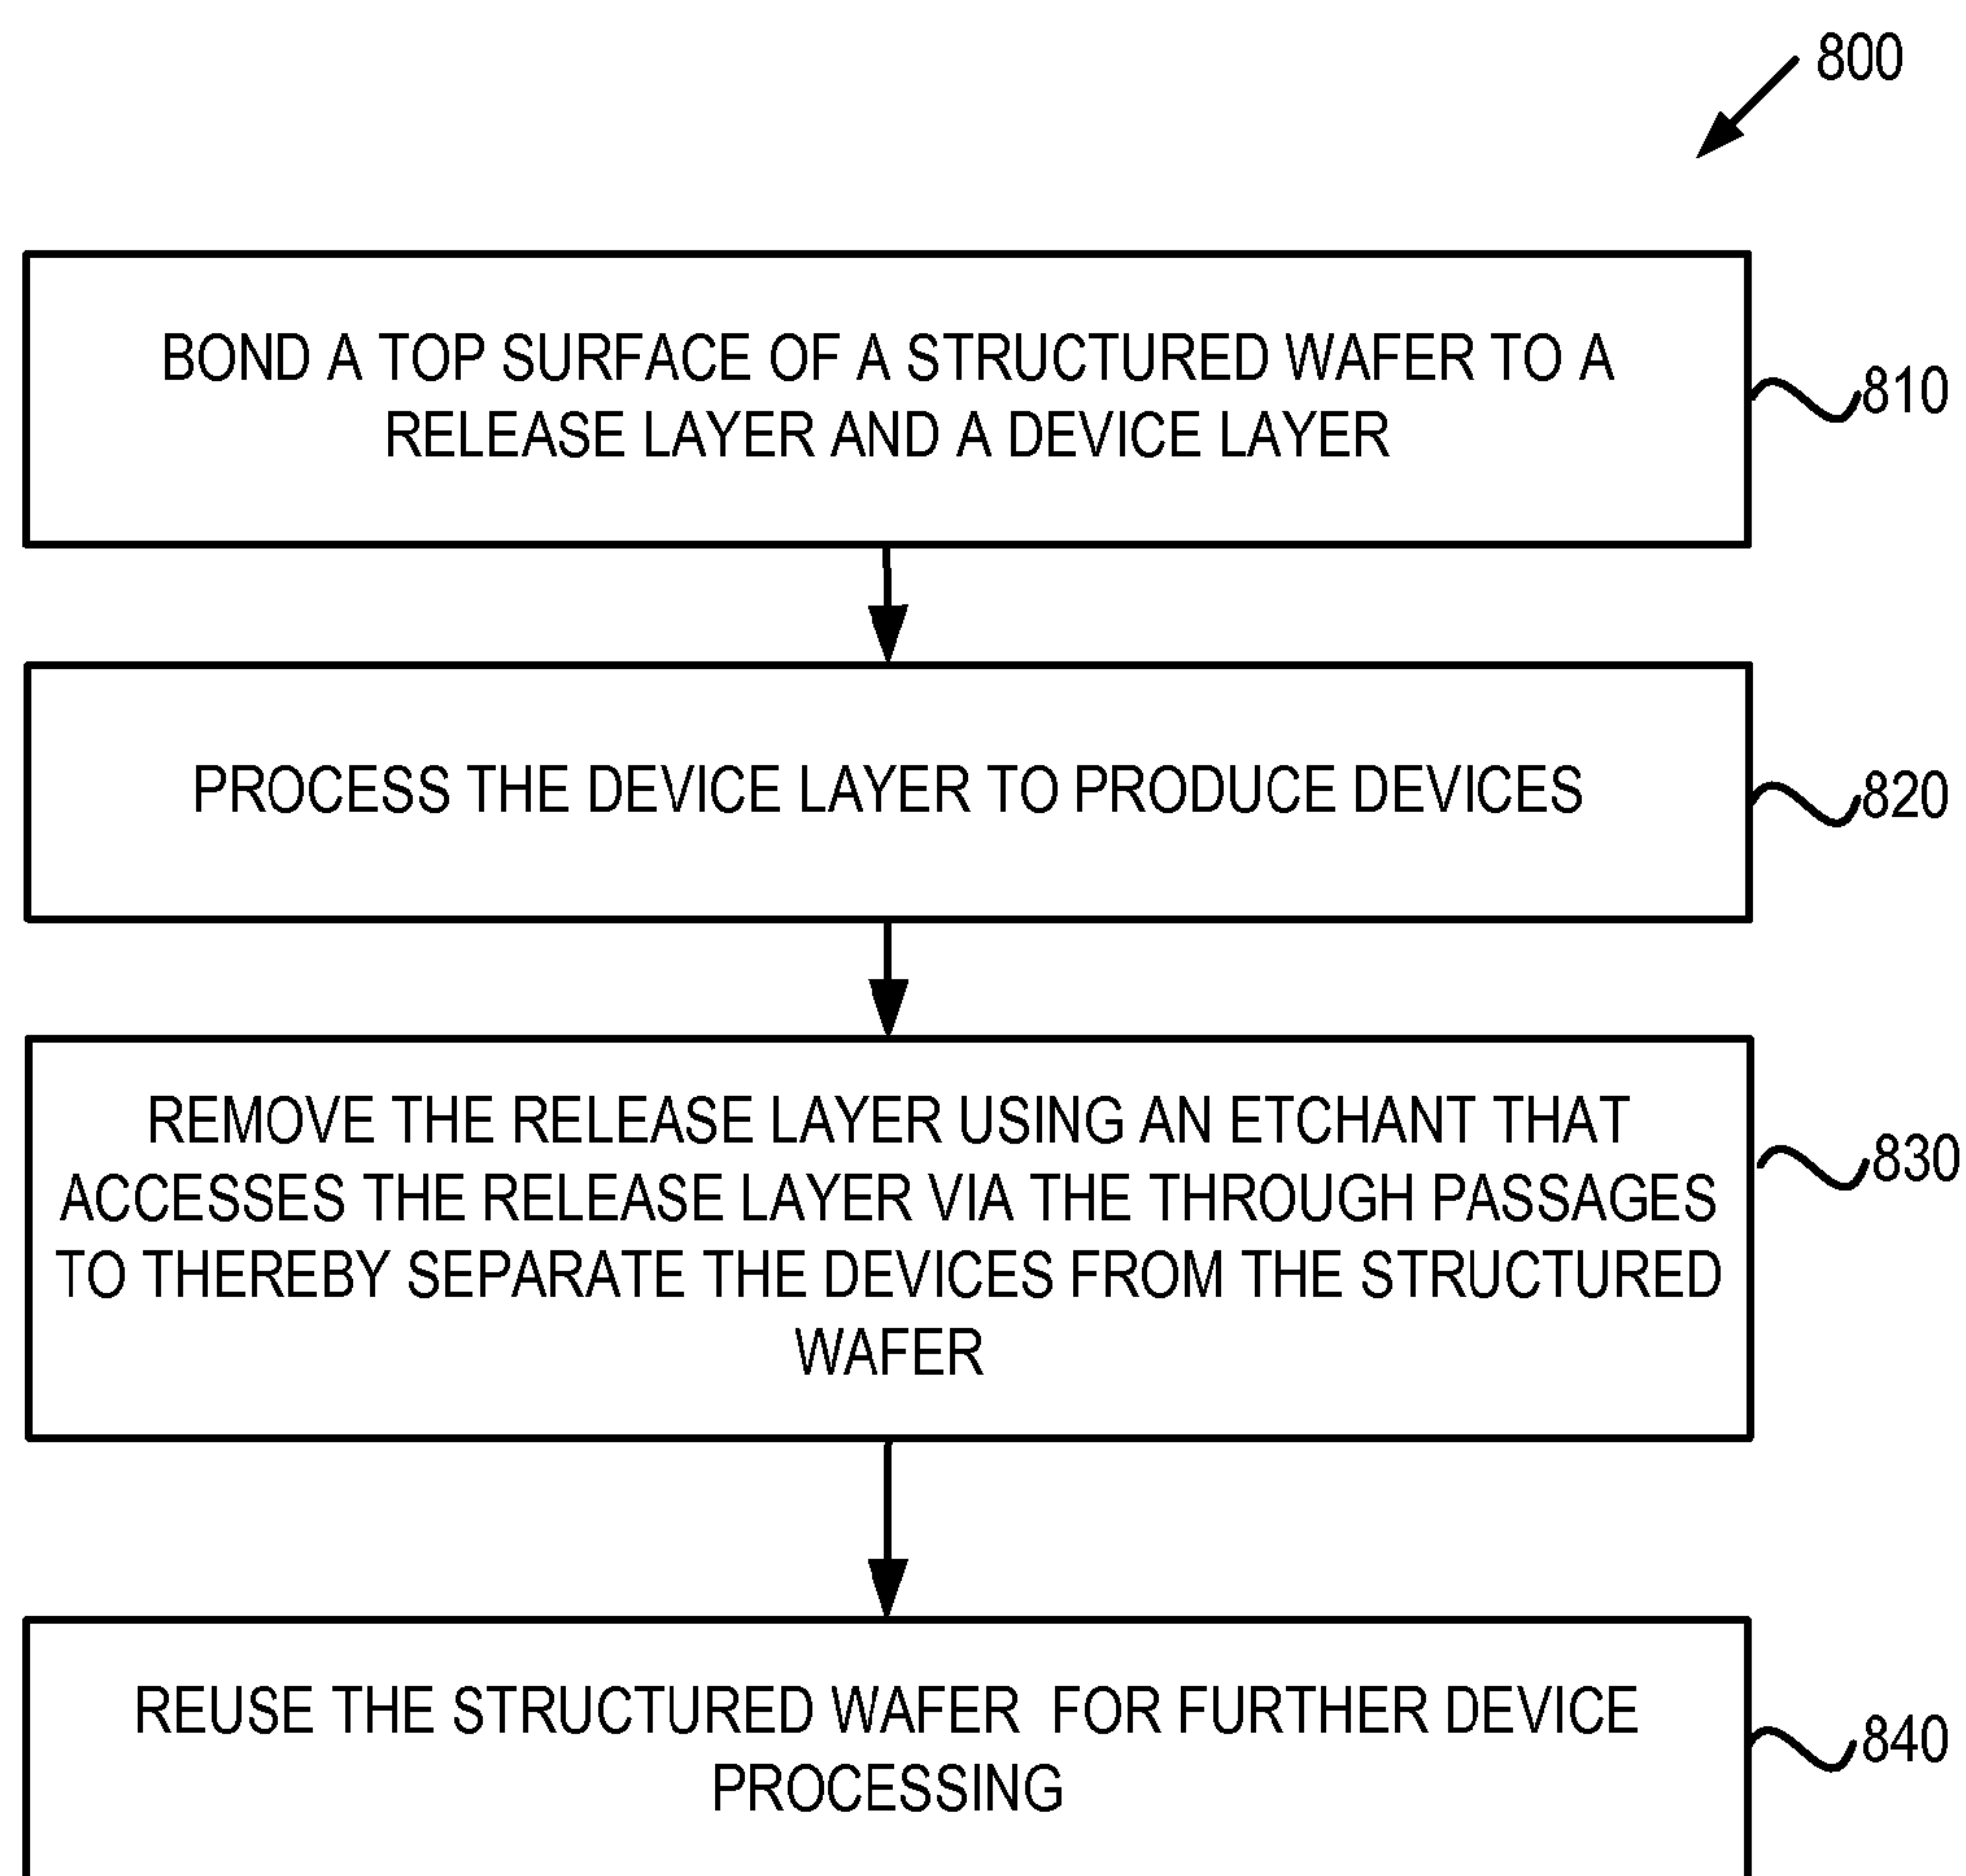 800
BOND A TOP SURFACE OF A STRUCTURED WAFER TO A
RELEASE LAYER AND A DEVICE LAYER
810
PROCESS THE DEVICE LAYER TO PRODUCE DEVICES
820
REMOVE THE RELEASE LAYER USING AN ETCHANT THAT
ACCESSES THE RELEASE LAYER VIA THE THROUGH PASSAGES
TO THEREBY SEPARATE THE DEVICES FROM THE STRUCTURED
WAFER
830
REUSE THE STRUCTURED WAFER FOR FURTHER DEVICE
PROCESSING
840